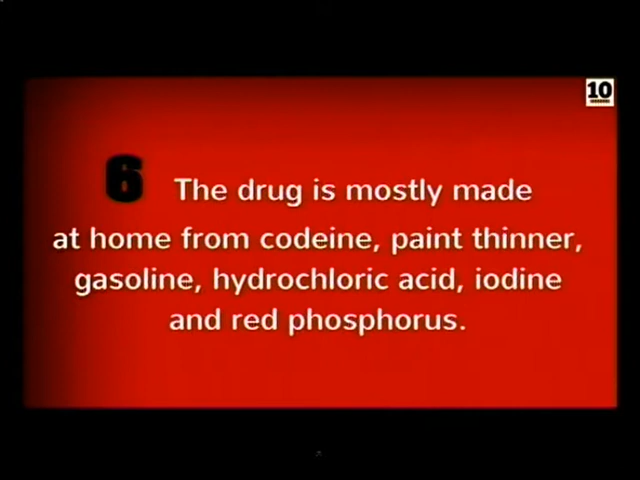 10
6 The drug is mostly made
at home from codeine, paint thinner,
gasoline, hydrochloric acid, iodine
and red phosphorus.